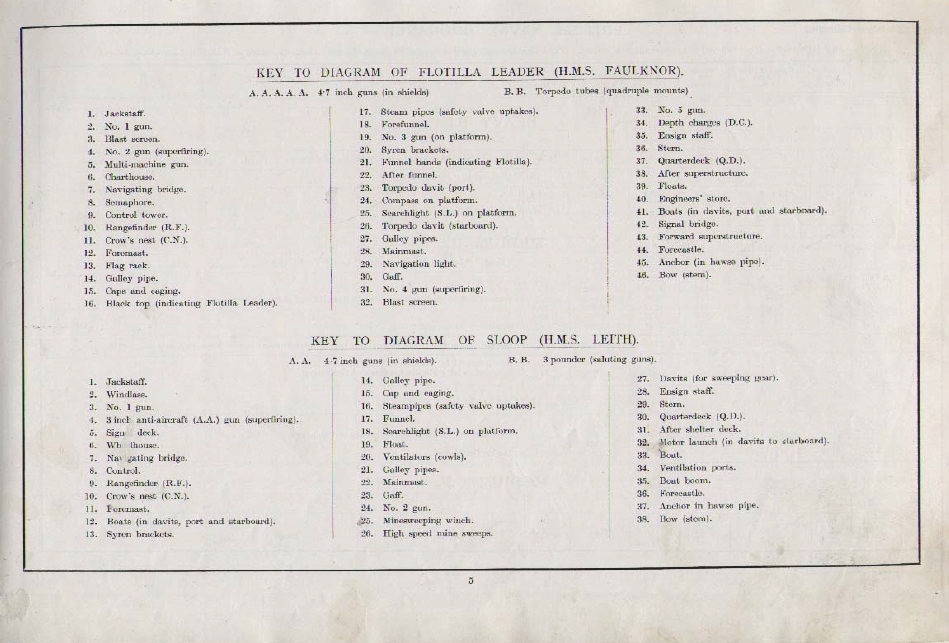 KEY TO DIAGRAM OF FLOTILLA LEADER (H.M.S. FAULKNOR).
A. A. A. A. A. 4·7 inch guns (in shields) B. B. Torpedo tubes (quadruple mounts)
1. Jackstaff.
2. No. 1 gun.
3. Blast screen.
4. No. 2 gun (superfiring).
5. Multi-machine gun.
6. Charthouse.
7. Navigating bridge.
8. Semaphore.
9. Control tower.
10. Rangefinder (R.F.).
11. Crow's nest (C.N.).
12. Foremast.
13. Flag rack.
14. Galley pipe.
15. Caps and caging.
16. Black top (indicating Flotilla Leader).
17. Steam pipes (safety valve uptakes).
18. Forefunnel.
19. No. 3 gun (on platform).
20. Syren brackets.
21. Funnel bands (indicating Flotilla).
22. After funnel.
23. Torpedo davit (port).
24. Compass on platform.
25. Searchlight (S.L.) on platform.
26. Torpedo davit (starboard).
27. Galley pipes.
28. Mainmast.
29. Navigation light.
30. Gaff.
31. No. 4 gun (superfiring).
32. Blast screen.
33. No. 5 gun.
34. Depth charges (D.C.).
35. Ensign staff.
36. Stern.
37. Quarterdeck (Q.D.).
38. After superstructure.
39. Floats.
40. Engineers' store.
41. Boats (in davits, port and starboard).
42. Signal bridge.
43. Forward superstructure.
44. Forecastle.
45. Anchor (in hawse pipe).
46. Bow (stem).
KEY TO DIAGRAM OF SLOOP (H.M.S. LEITH).
A. A. 4·7 inch guns (in shields). B. B. 3 pounder (saluting guns).
1. Jackstaff.
2. Windlass.
3. No. 1 gun.
4. 3 inch anti-aircraft (A.A.) gun (superfiring).
5. Sign deck.
6. Wh lhouse.
7. Nav gating bridge.
8. Control.
9. Rangefinder (R.F.).
10. Crow's nest (C.N.).
11. Foremast.
12. Boats (in davits, port and starboard).
13. Syren brackets.
14. Galley pipe.
15. Cap and caging.
16. Steampipes (safety valve uptakes).
17. Funnel.
18. Searchlight (S.L.) on platform.
19. Float.
20. Ventilators (cowls).
21. Galley pipes.
22. Mainmast.
23. Gaff.
24. No. 2 gun.
25. Minesweeping winch.
26. High speed mine sweeps.
27. Davits (for sweeping gear).
28. Ensign staff.
29. Stern.
30. Quarterdeck (Q.D.).
31. After shelter deck.
32. Motor launch (in davits to starboard).
33. Boat.
34. Ventilation ports.
35. Boat boom.
36. Forecastle.
37. Anchor in hawse pipe.
38. Bow (stem).
5